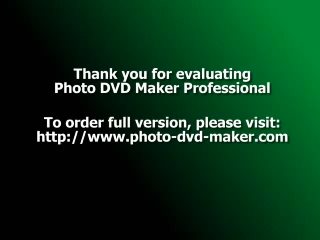 Thank you for evaluating
Photo DVD Maker Professional
To order full version, please visit:
http://www.photo-dvd-maker.com